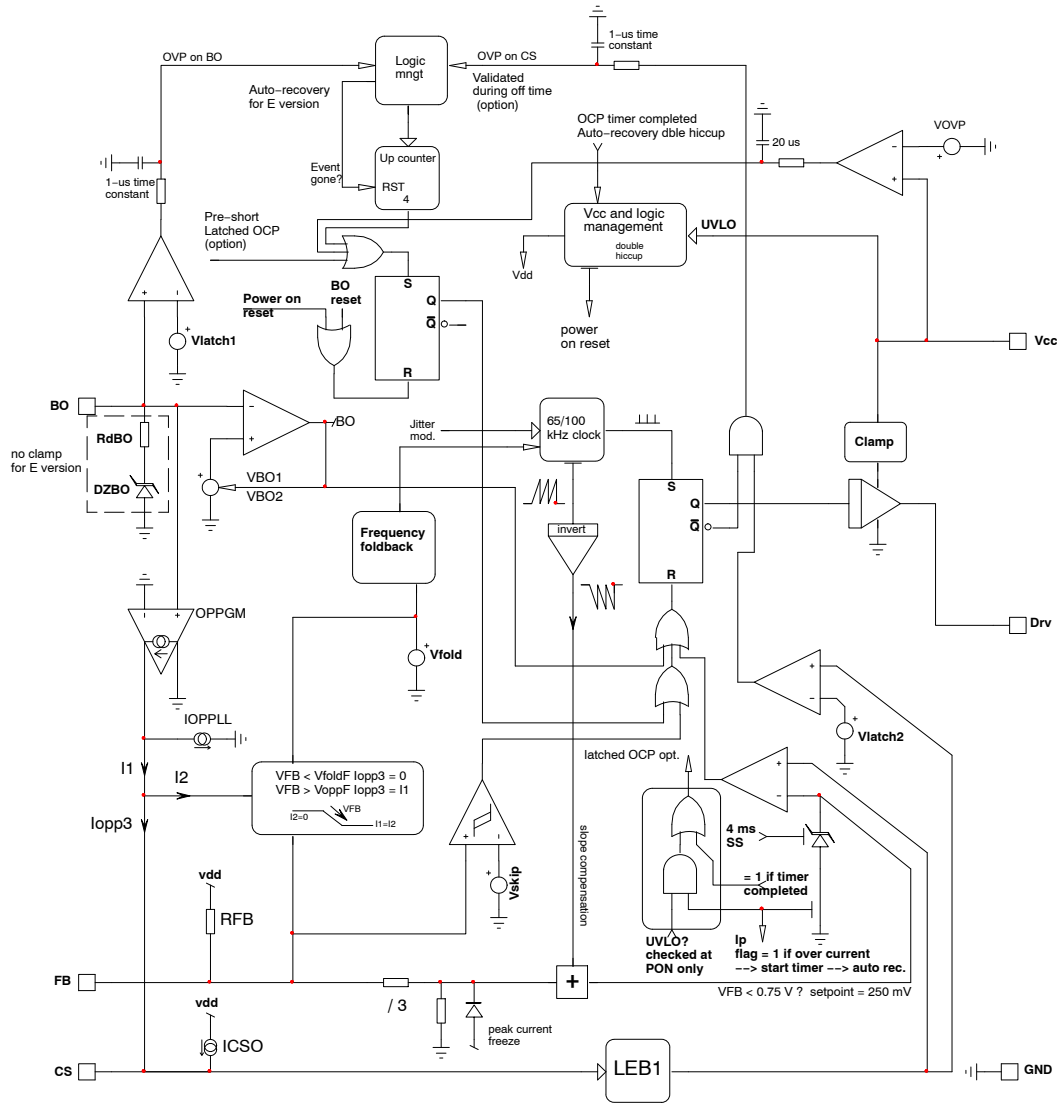 1−us time
constant
OVP on BO
Logic
mngt
OVP on CS
Validated
during off time
(option)
Auto−recovery
for E version
OCP timer completed
Auto−recovery dble hiccup
20 us
VOVP
−
+
+
Up counter
RST
4
Event
gone?
1−us time
constant
Pre−short
Latched OCP
(option)
Vcc and logic
management
double
hiccup
UVLO
Vdd
power
on reset
S
Q
Q
R
Power on
reset
BO
reset
+
−
+
Vlatch1
Vcc
BO
−
+
BO
Jitter
mod.
65/100
kHz clock
Clamp
RdBO
DZBO
no clamp
for E version
VBO1
VBO2
+
S
Q
Q
R
invert
Frequency
foldback
OPPGM
−
+
Vfold
+
Drv
IOPPLL
+
−
+
Vlatch2
I1
I2
Iopp3
VFB < VfoldF Iopp3 = 0
VFB > VoppF Iopp3 = I1
VFB
I2=0
I1=I2
latched OCP opt.
+
−
4 ms
SS
+
−
+
Vskip
slope compensation
= 1 if timer
completed
vdd
RFB
UVLO?
checked at
PON only
Ip
flag = 1 if over current
−−> start timer −−> auto rec.
FB
/ 3
+
VFB < 0.75 V ? setpoint = 250 mV
vdd
ICSO
peak current
freeze
CS
LEB1
GND